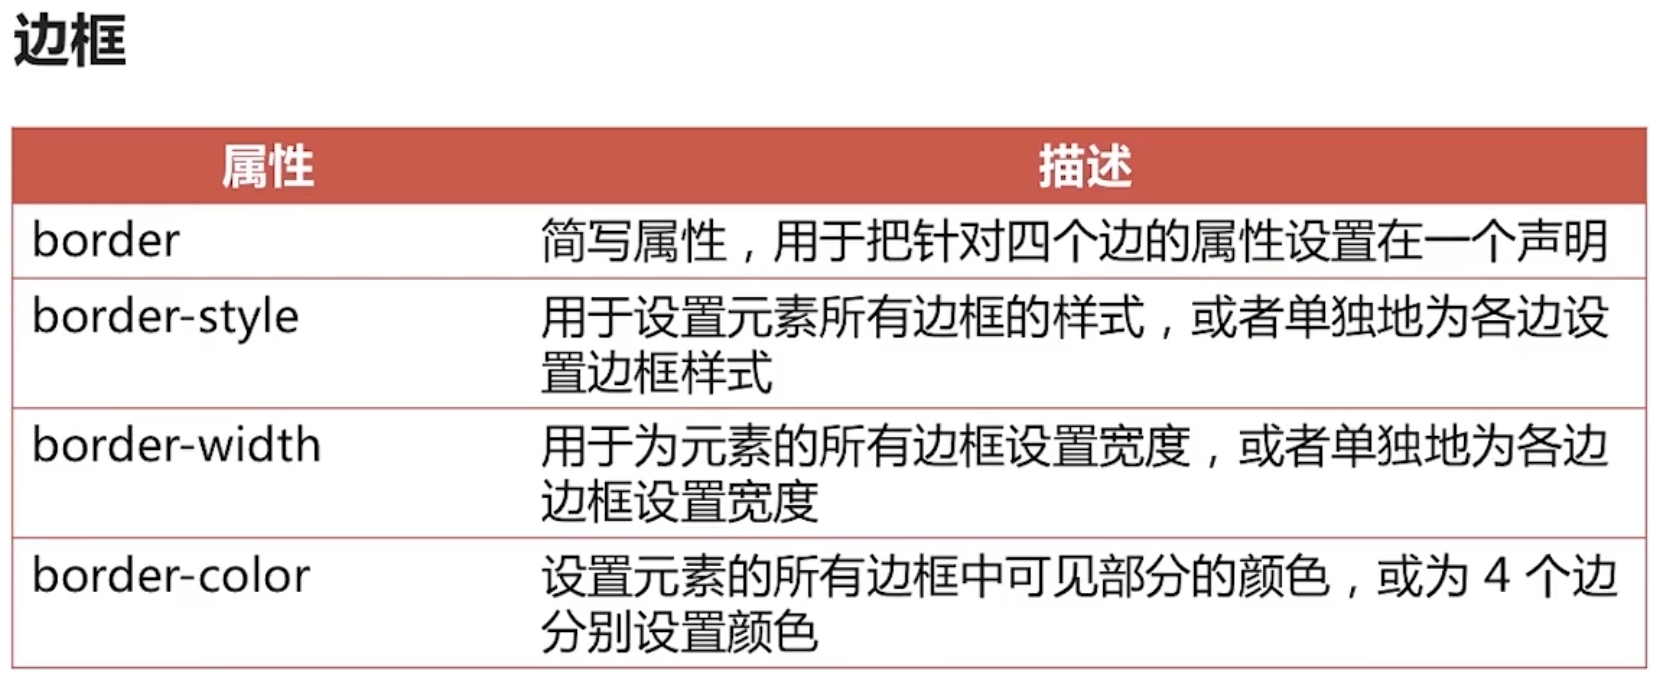 边框
属性 描述
border 简写属性，用于把针对四个边的属性设置在一个声明
border-style 用于设置元素所有边框的样式，或者单独地为各边设
置边框样式
border-width 用于为元素的所有边框设置宽度，或者单独地为各边
边框设置宽度
border-color 设置元素的所有边框中可见部分的颜色，或为 4 个边
分别设置颜色